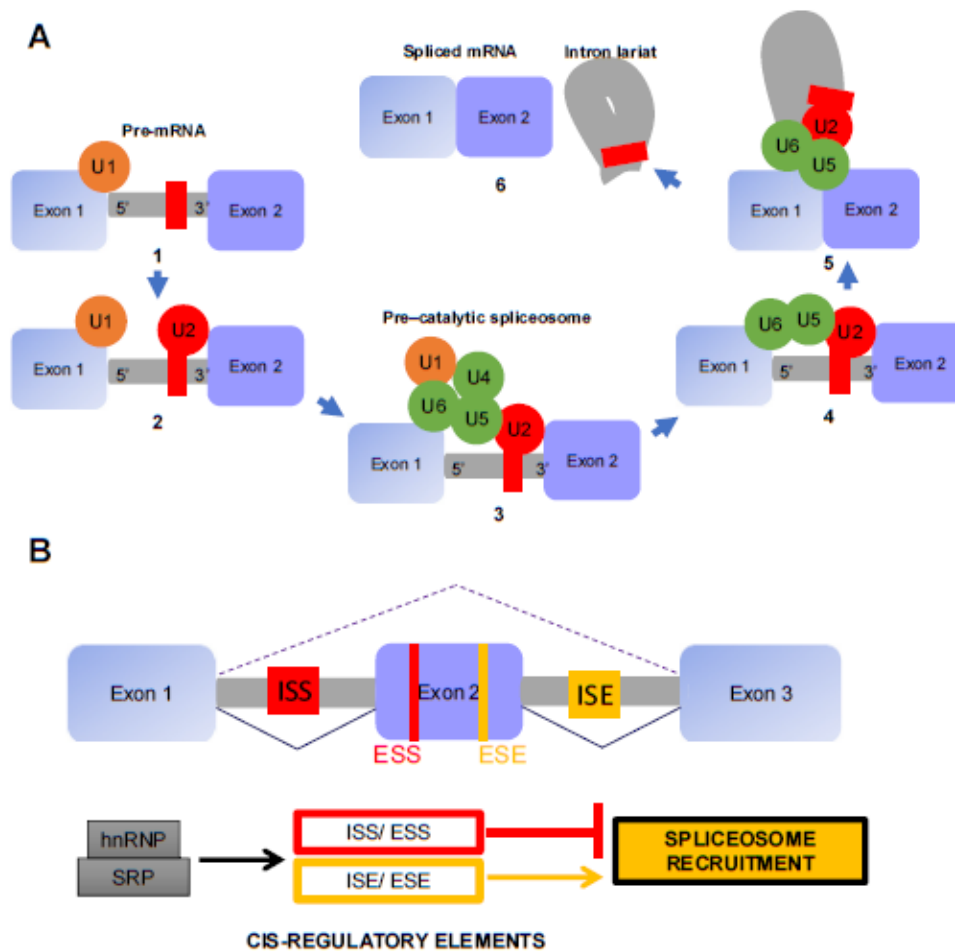 A
Spliced mRNA
Intron lariat
Exon 1
Exon 2
6
Pre-mRNA
U1
Exon 1
5'
3'
Exon 2
1
U1
U2
Exon 1
5'
3'
Exon 2
2
Pre–catalytic spliceosome
U1
U4
U6
U5
U2
Exon 1
5'
3'
Exon 2
3
U6
U5
U2
Exon 1
5'
3'
Exon 2
4
U2
U6
U5
Exon 1
Exon 2
5
B
Exon 1
ISS
Exon 2
ISE
Exon 3
ESS
ESE
hnRNP
SRP
ISS/ ESS
ISE/ ESE
SPLICEOSOME
RECRUITMENT
CIS-REGULATORY ELEMENTS